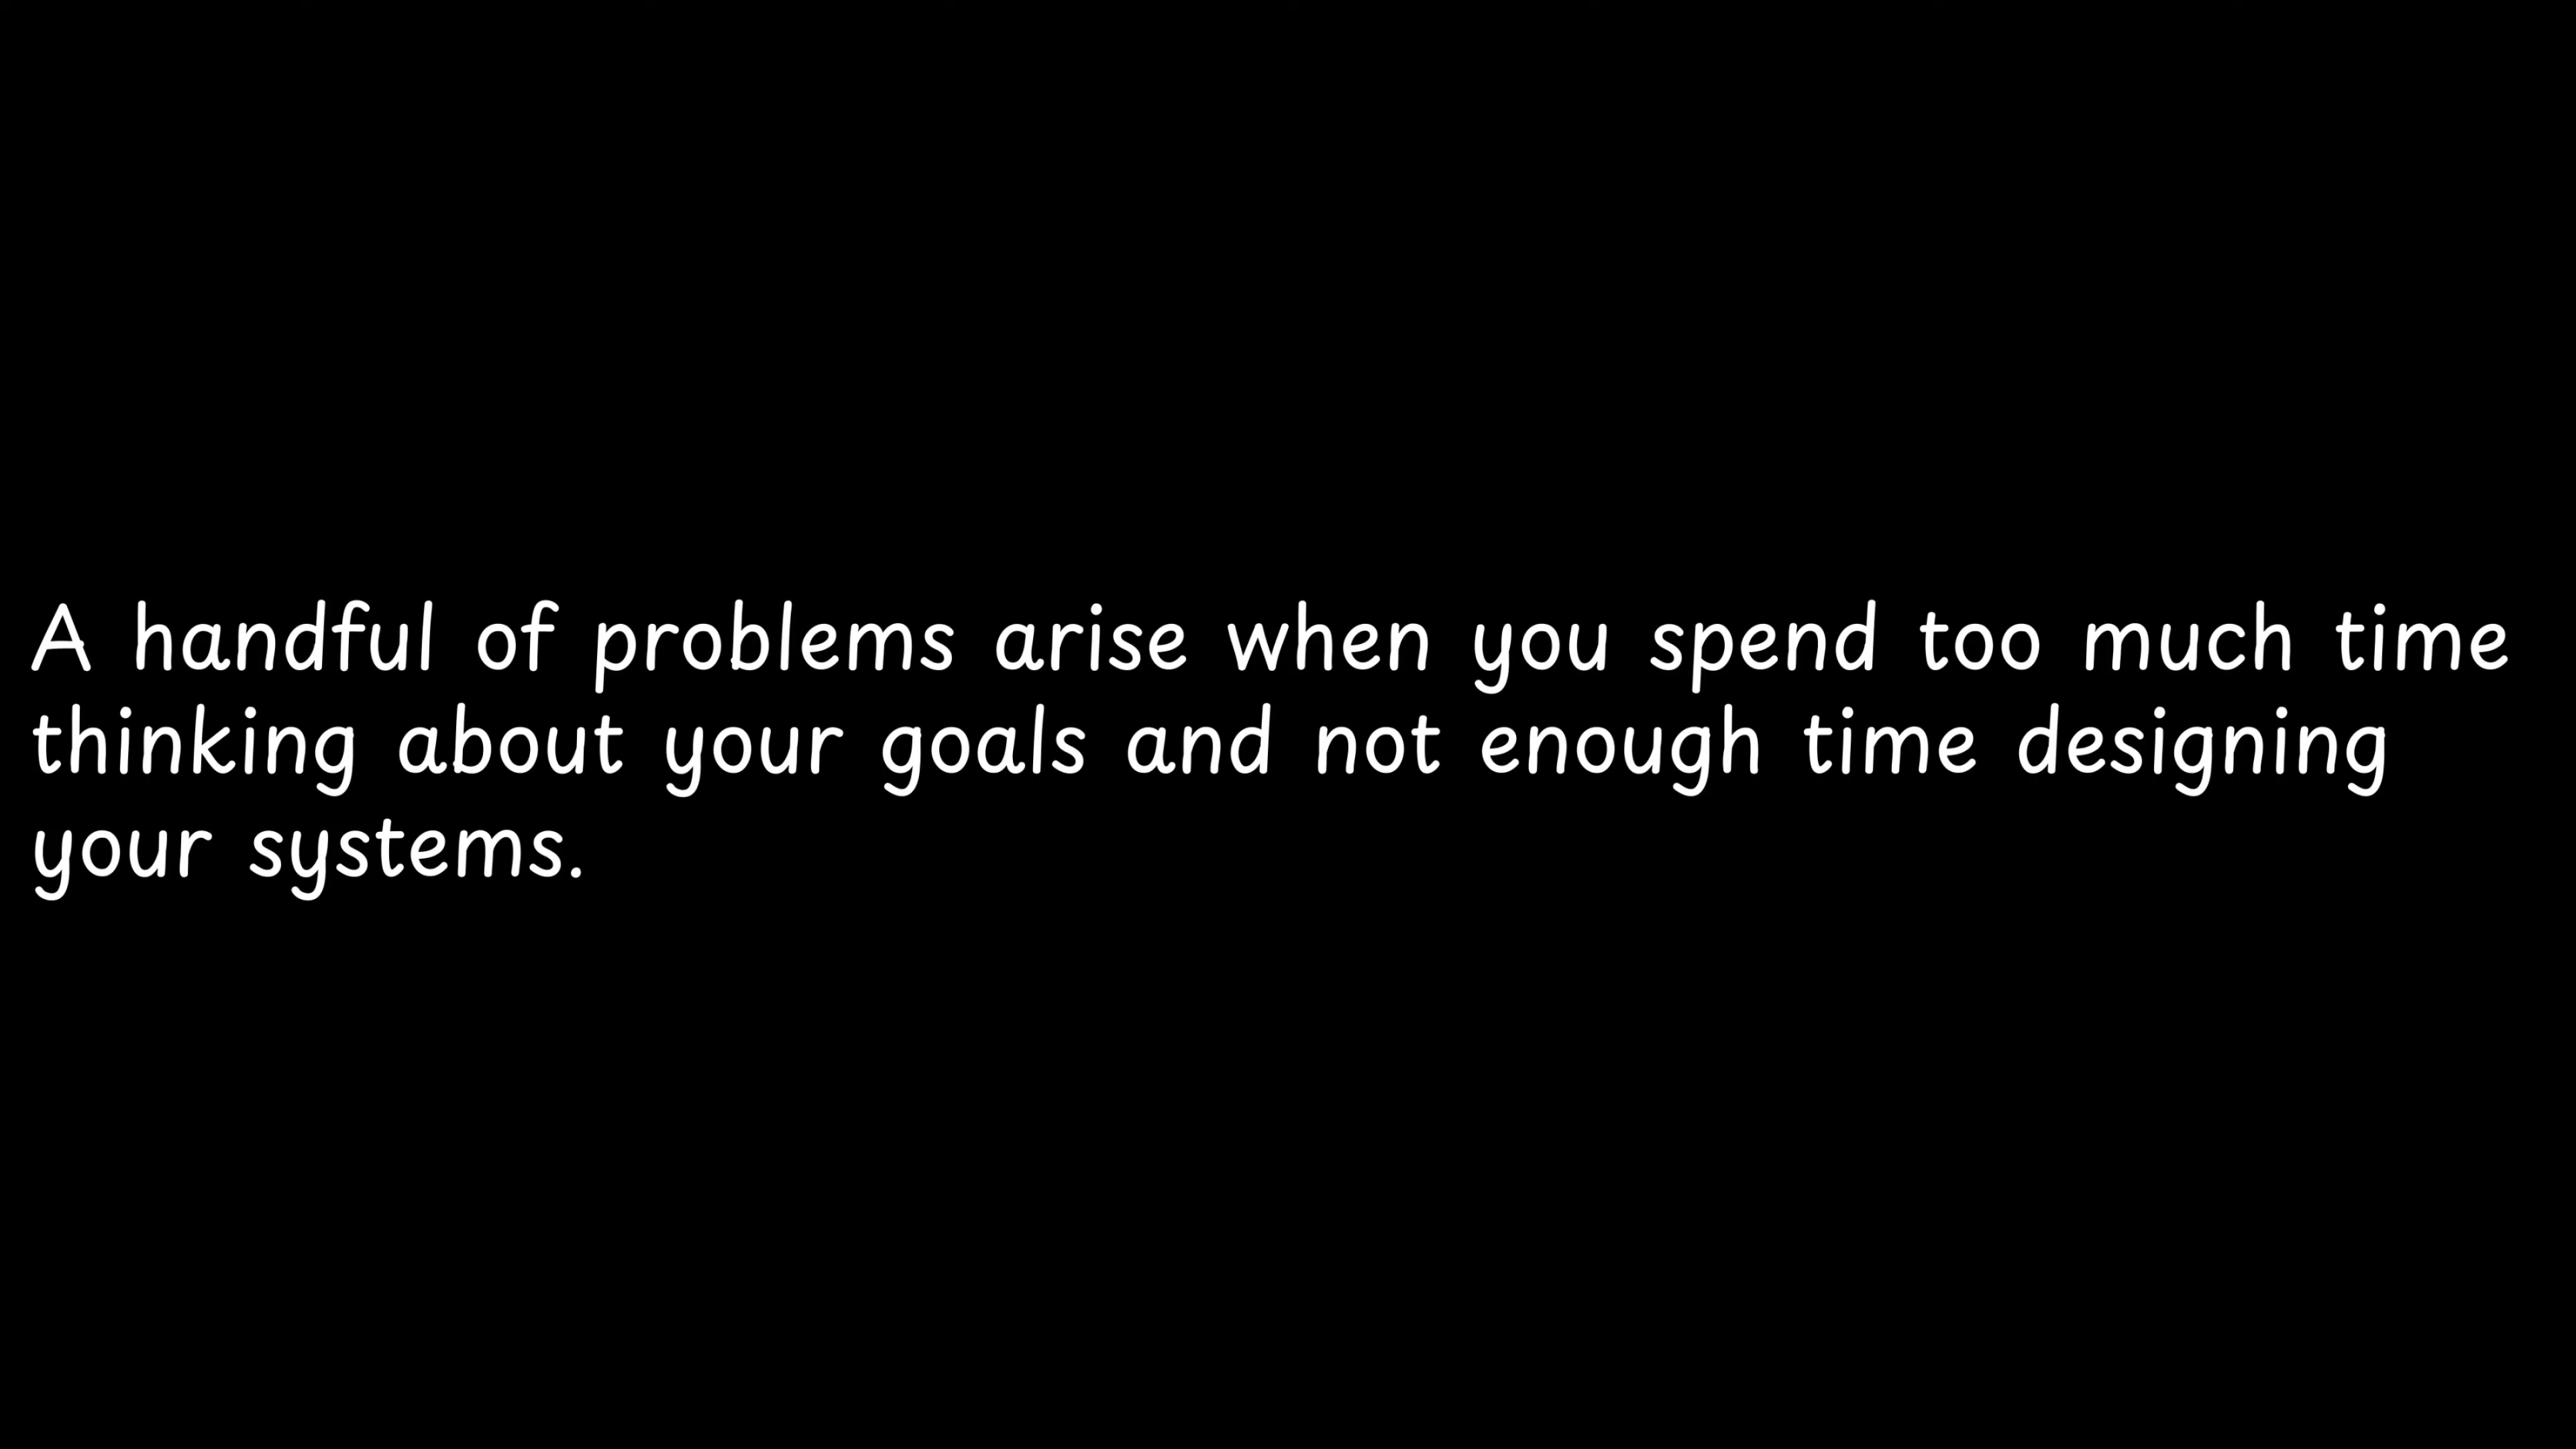 A handful of problems arise when you spend too much time
thinking about your goals and not enough time designing
your systems.